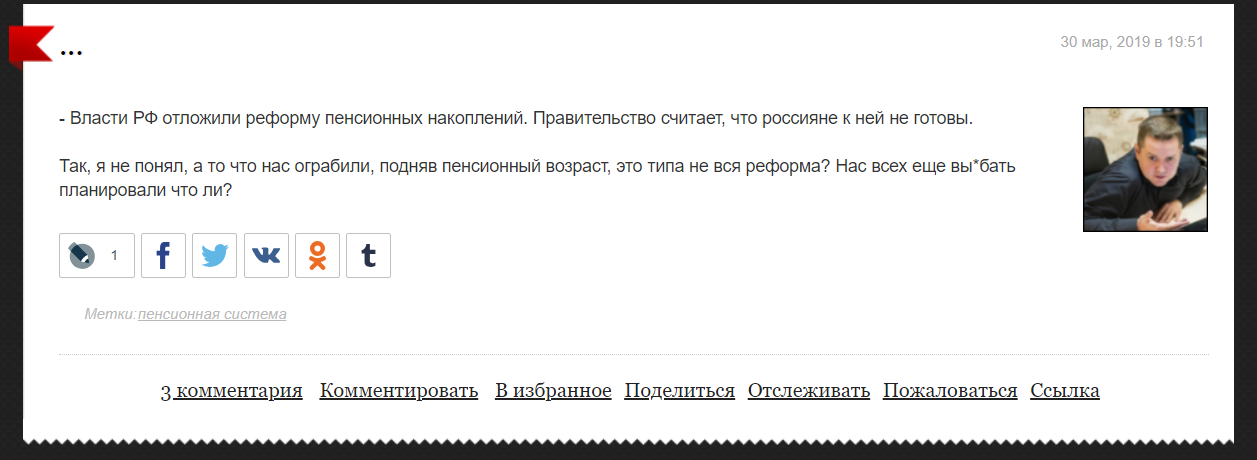 ...
30 мар, 2019 в 19:51
- Власти РФ отложили реформу пенсионных накоплений. Правительство считает, что россияне к ней не готовы.
Так, я не понял, а то что нас ограбили, подняв пенсионный возраст, это типа не вся реформа? Нас всех еще вы*бать
планировали что ли?
1
Метки:пенсионная система
3 комментария Комментировать В избранное Поделиться Отслеживать Пожаловаться Ссылка